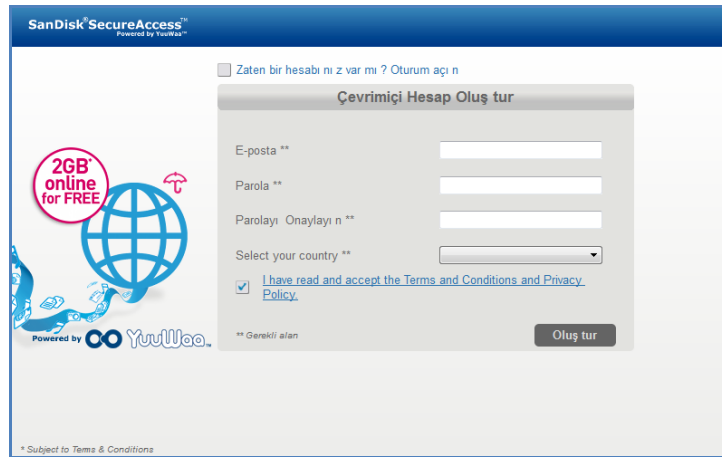 SanDisk® SecureAccess™
Powered by YuuWaa™
Zaten bir hesabı nı z var mı ? Oturum açı n
Çevrimiçi Hesap Oluş tur
2GB*
online
for FREE
E-posta **
Parola **
Parolayı Onaylayı n **
Select your country **
I have read and accept the Terms and Conditions and Privacy
Policy.
Powered by YuuWaa™
** Gerekli alan
Oluş tur
* Subject to Terms & Conditions